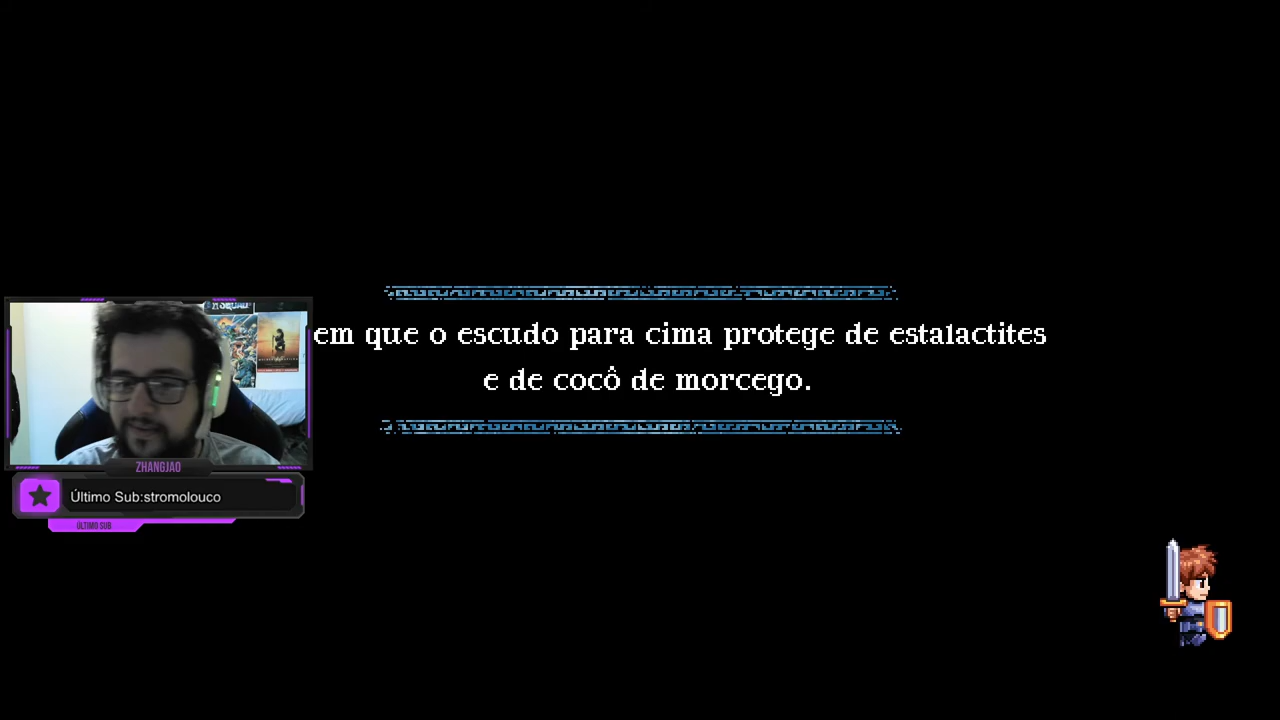 em que o escudo para cima protege de estalactites
e de cocô de morcego.
ZHANGJAO
Último Sub:stromolouco
ÚLTIMO SUB